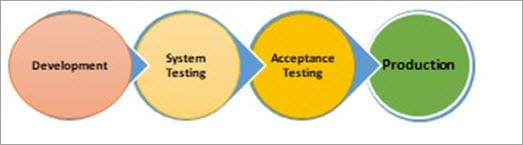 Development
System
Testing
Acceptance
Testing
Production